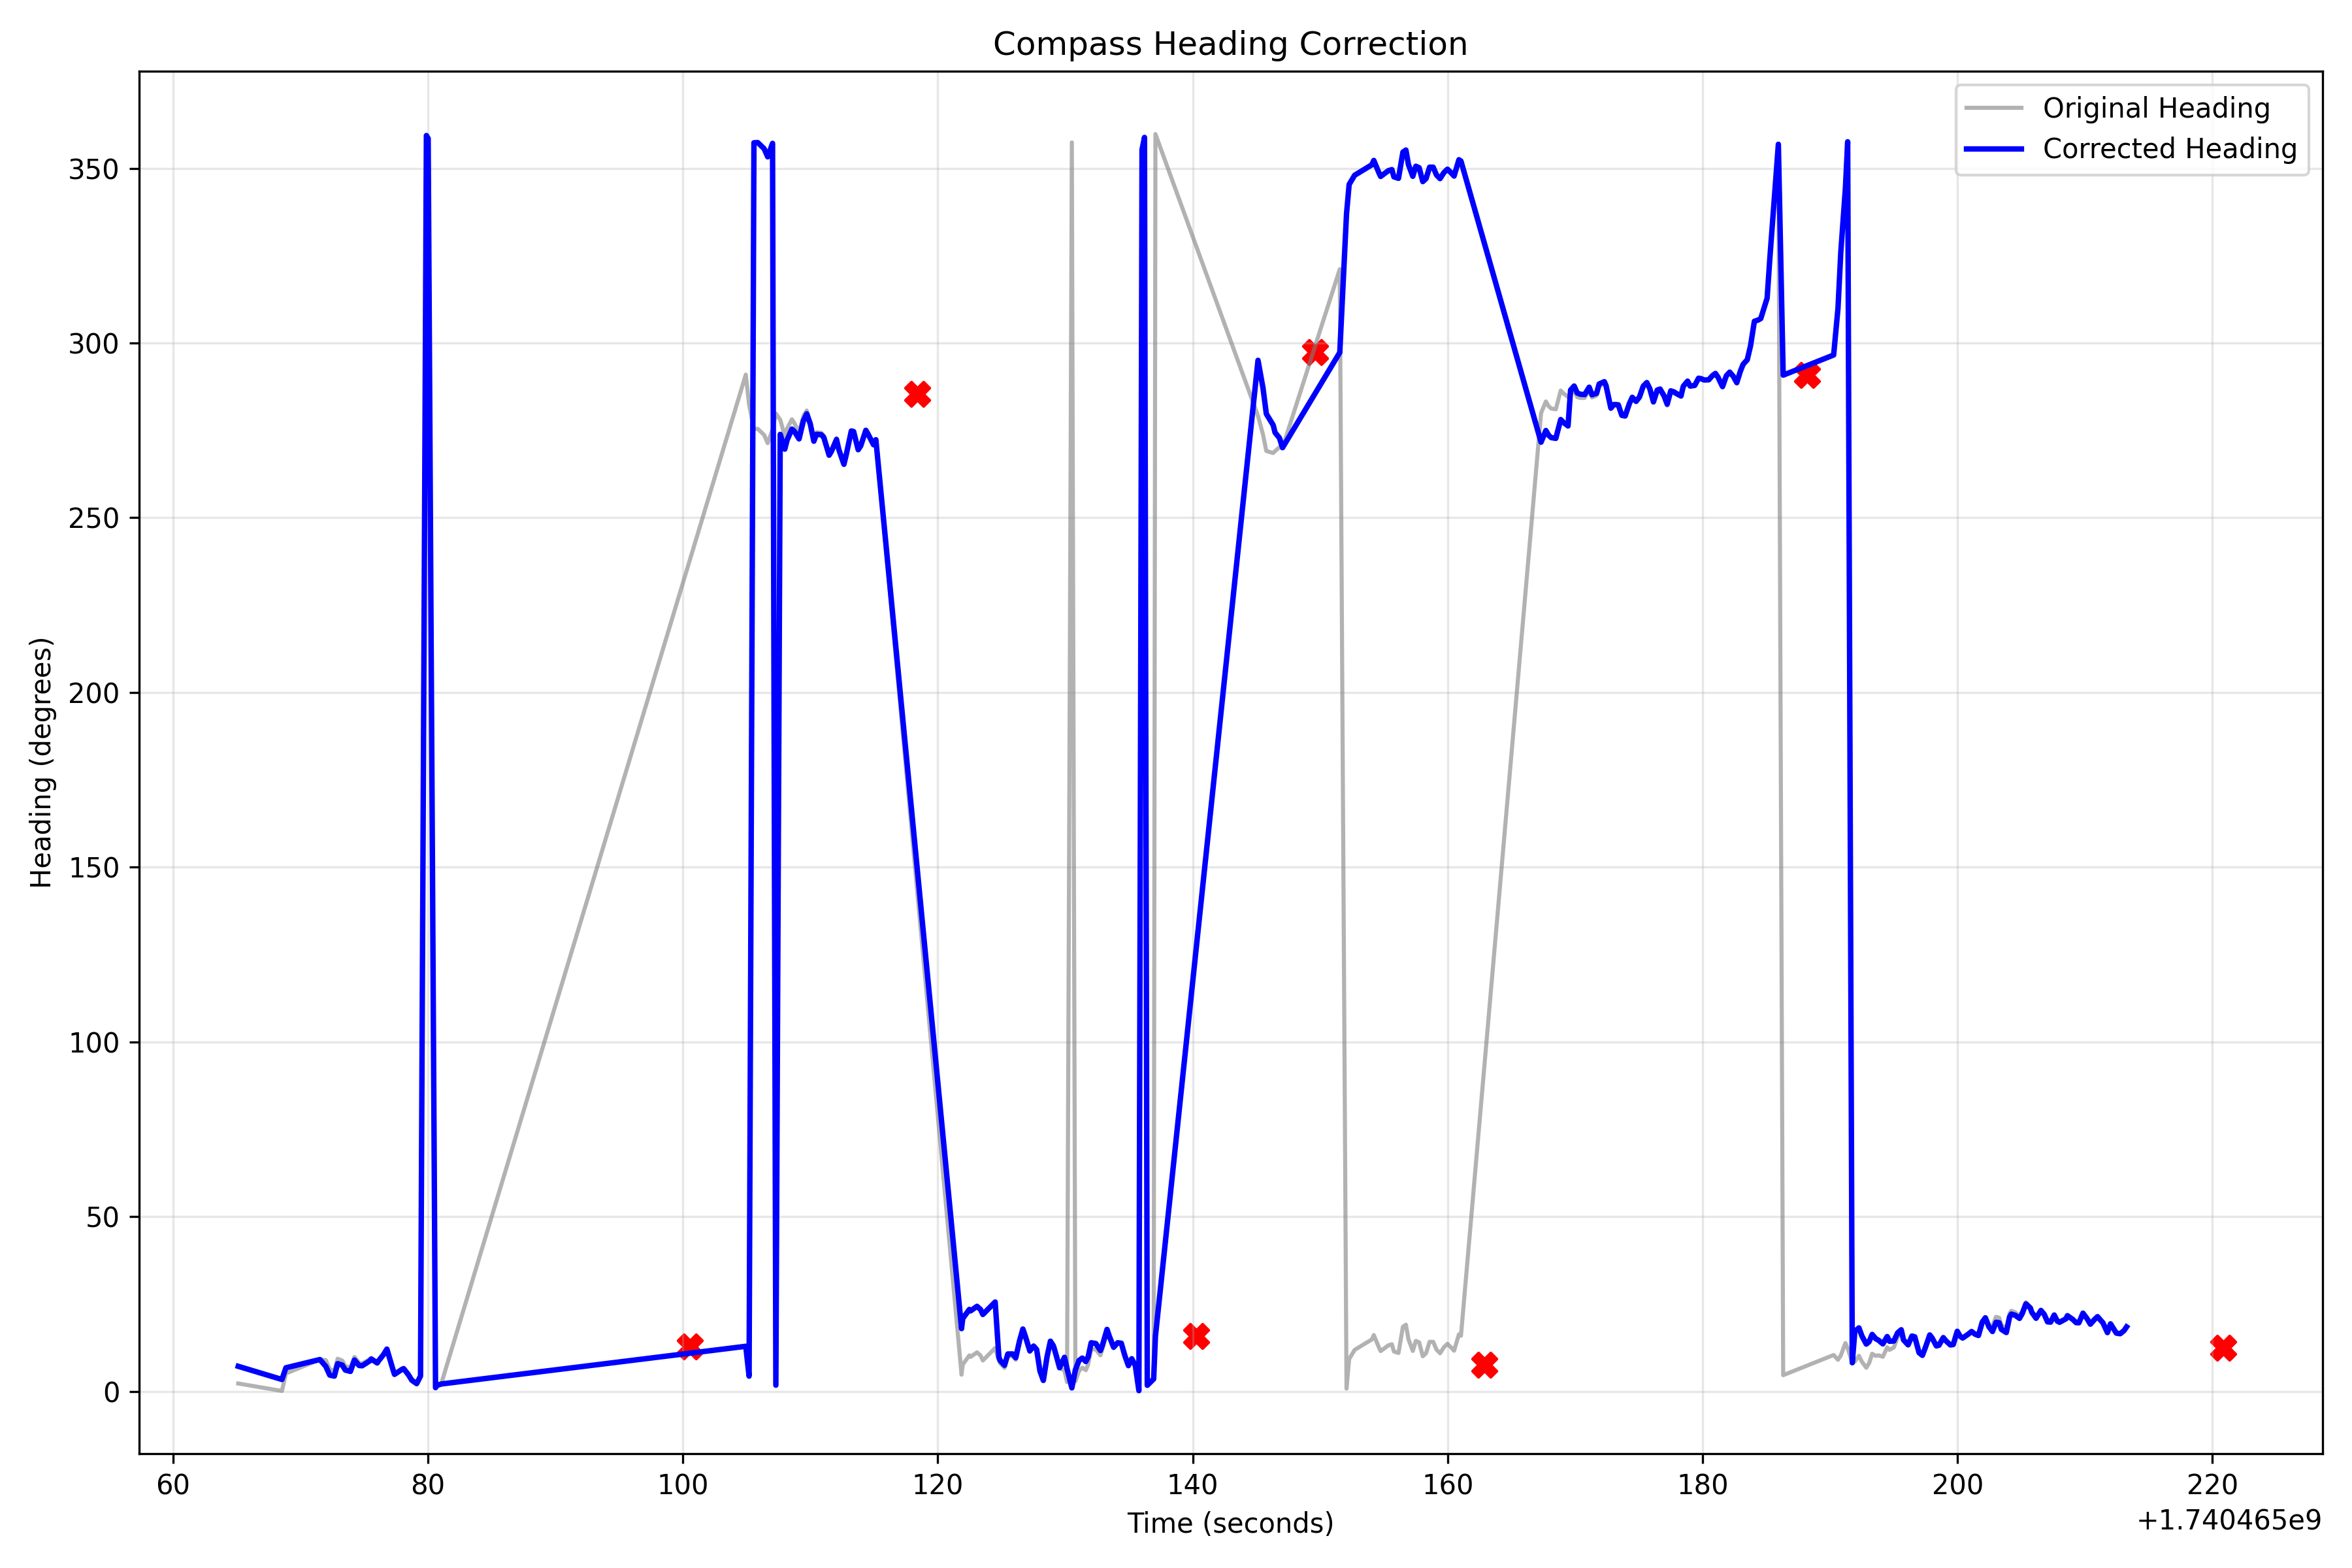 Compass Heading Correction
Original Heading
Corrected Heading
350
300
250
200
150
100
50
0
Heading (degrees)
60 80 100 120 140 160 180 200 220
Time (seconds)
+1.740465e9